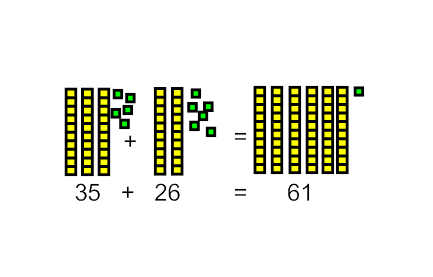 + =
35 + 26 = 61